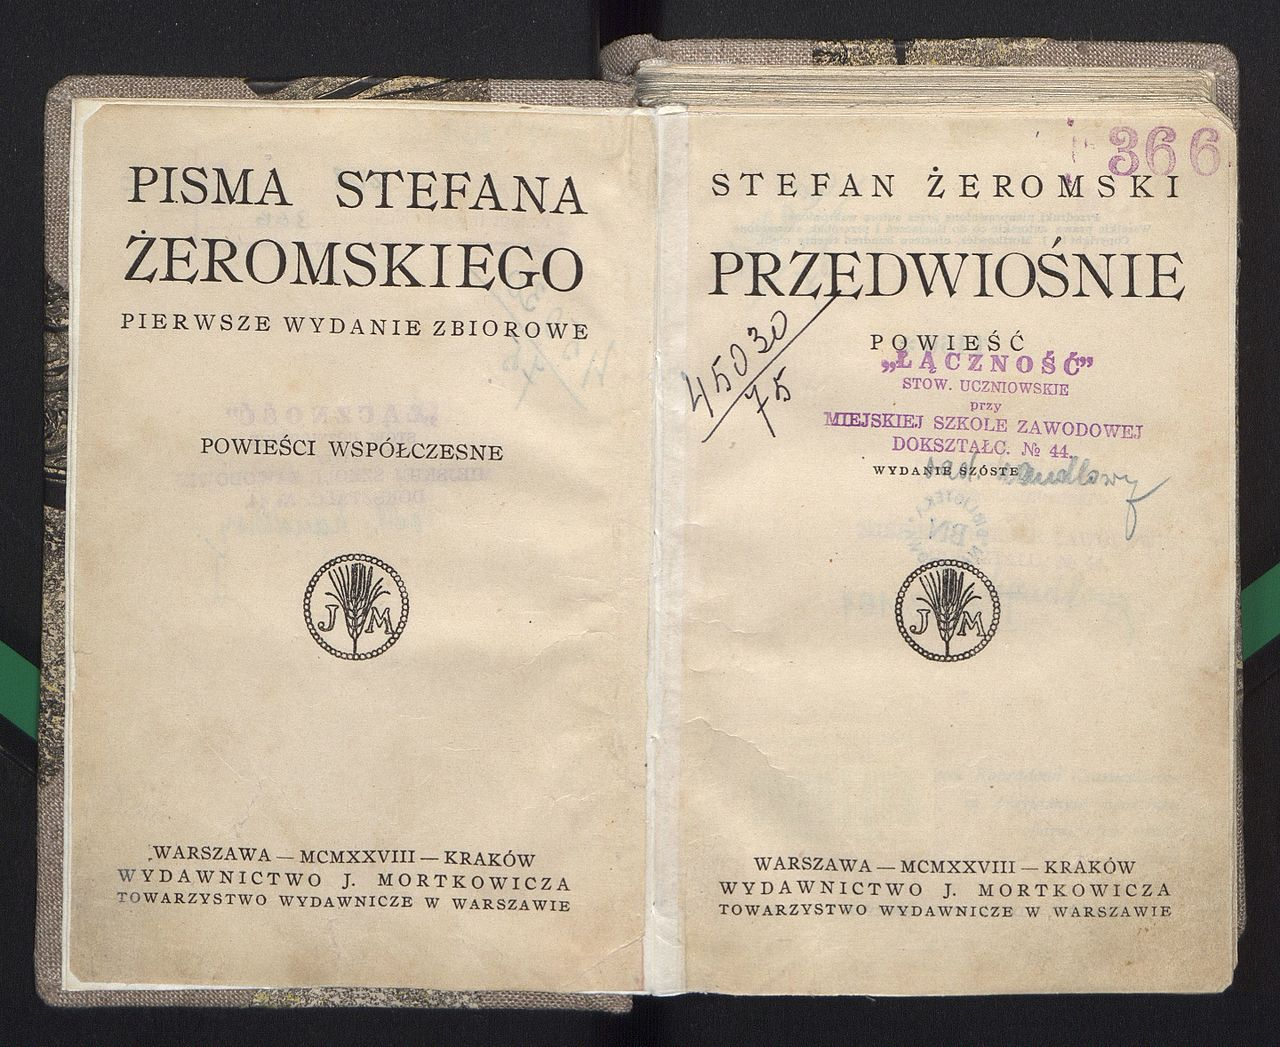 PISMA STEFANA
ŻEROMSKIEGO
PIERWSZE WYDANIE ZBIOROWE
POWIEŚCI WSPÓŁCZESNE
J M
WARSZAWA — MCMXXVIII — KRAKÓW
WYDAWNICTWO J. MORTKOWICZA
TOWARZYSTWO WYDAWNICZE W WARSZAWIE
366
STEFAN ŻEROMSKI
PRZEDWIOŚNIE
45030
75
POWIEŚĆ
„ŁĄCZNOŚĆ”
STOW. UCZNIOWSKIE
przy
MIEJSKIEJ SZKOLE ZAWODOWEJ
DOKSZTAŁC. № 44.
WYDANIE SZÓSTE
BN
J M
WARSZAWA — MCMXXVIII — KRAKÓW
WYDAWNICTWO J. MORTKOWICZA
TOWARZYSTWO WYDAWNICZE W WARSZAWIE